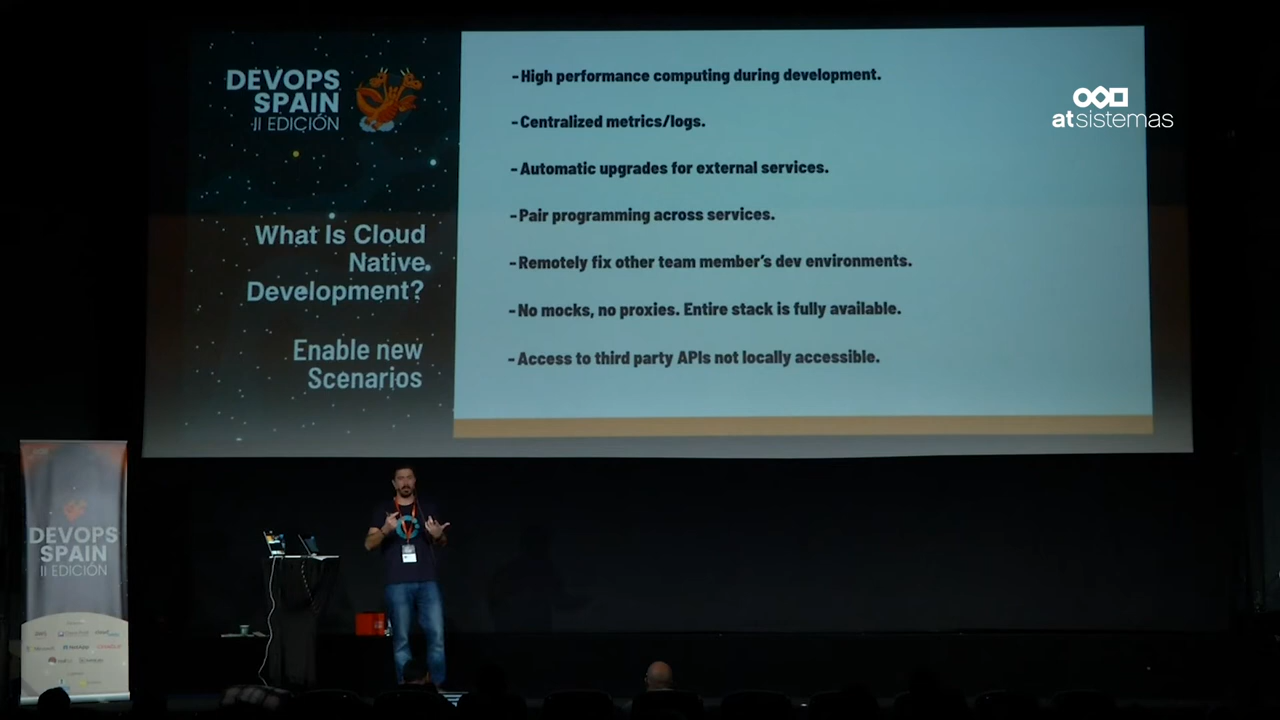 DEVOPS
SPAIN
II EDICIÓN
What Is Cloud
Native
Development?
Enable new
Scenarios
-High performance computing during development.
-Centralized metrics/logs.
-Automatic upgrades for external services.
-Pair programming across services.
-Remotely fix other team member's dev environments.
-No mocks, no proxies. Entire stack is fully available.
-Access to third party APIs not locally accessible.
atsistemas
DEVOPS
SPAIN
II EDICIÓN